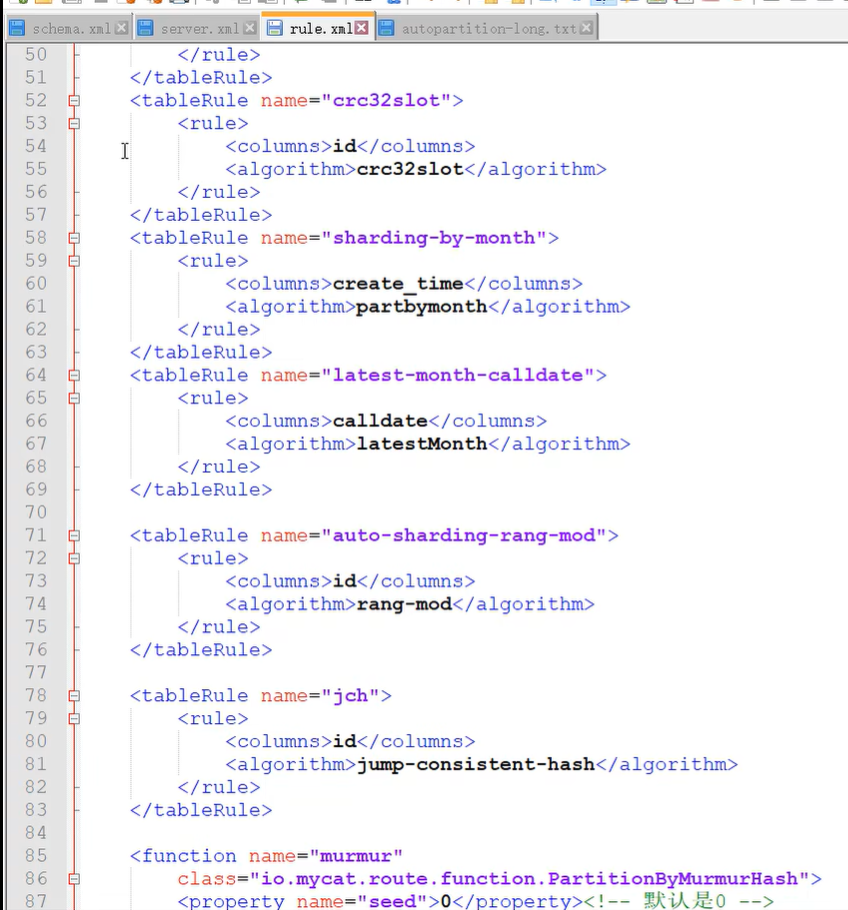 schema.xml server.xml rule.xml autopartition-long.txt
50 </rule>
51 </tableRule>
52 <tableRule name="crc32slot">
53 <rule>
54 <columns>id</columns>
55 <algorithm>crc32slot</algorithm>
56 </rule>
57 </tableRule>
58 <tableRule name="sharding-by-month">
59 <rule>
60 <columns>create_time</columns>
61 <algorithm>partbymonth</algorithm>
62 </rule>
63 </tableRule>
64 <tableRule name="latest-month-calldate">
65 <rule>
66 <columns>calldate</columns>
67 <algorithm>latestMonth</algorithm>
68 </rule>
69 </tableRule>
70
71 <tableRule name="auto-sharding-rang-mod">
72 <rule>
73 <columns>id</columns>
74 <algorithm>rang-mod</algorithm>
75 </rule>
76 </tableRule>
77
78 <tableRule name="jch">
79 <rule>
80 <columns>id</columns>
81 <algorithm>jump-consistent-hash</algorithm>
82 </rule>
83 </tableRule>
84
85 <function name="murmur"
86 class="io.mycat.route.function.PartitionByMurmurHash">
87 <property name="seed">0</property><!-- 默认是0 -->